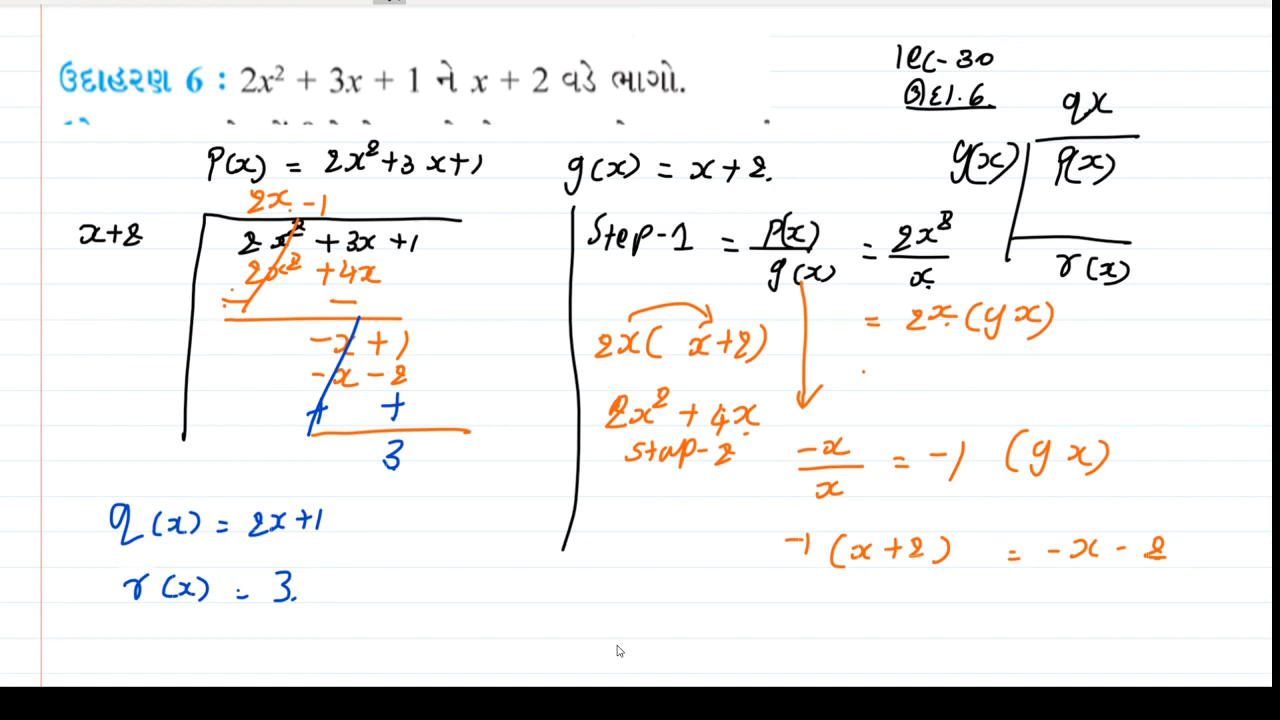 ઉદાહરણ 6 : 2x² + 3x + 1 ને x + 2 વડે ભાગો.
lec-30
ઉદા.6.
P(x) = 2x² + 3x + 1
g(x) = x + 2.
qx
g(x) P(x)
r(x)
2x - 1
x+2 2x² + 3x + 1
2x² + 4x
- -
-x + 1
-x - 2
+ +
3
q(x) = 2x+1
r(x) = 3.
Step-1 = P(x)/g(x) = 2x²/x
= 2x (qx)
2x( x+2)
2x² + 4x
Stap-2 -x/x = -1 (qx)
-1 (x+2) = -x - 2